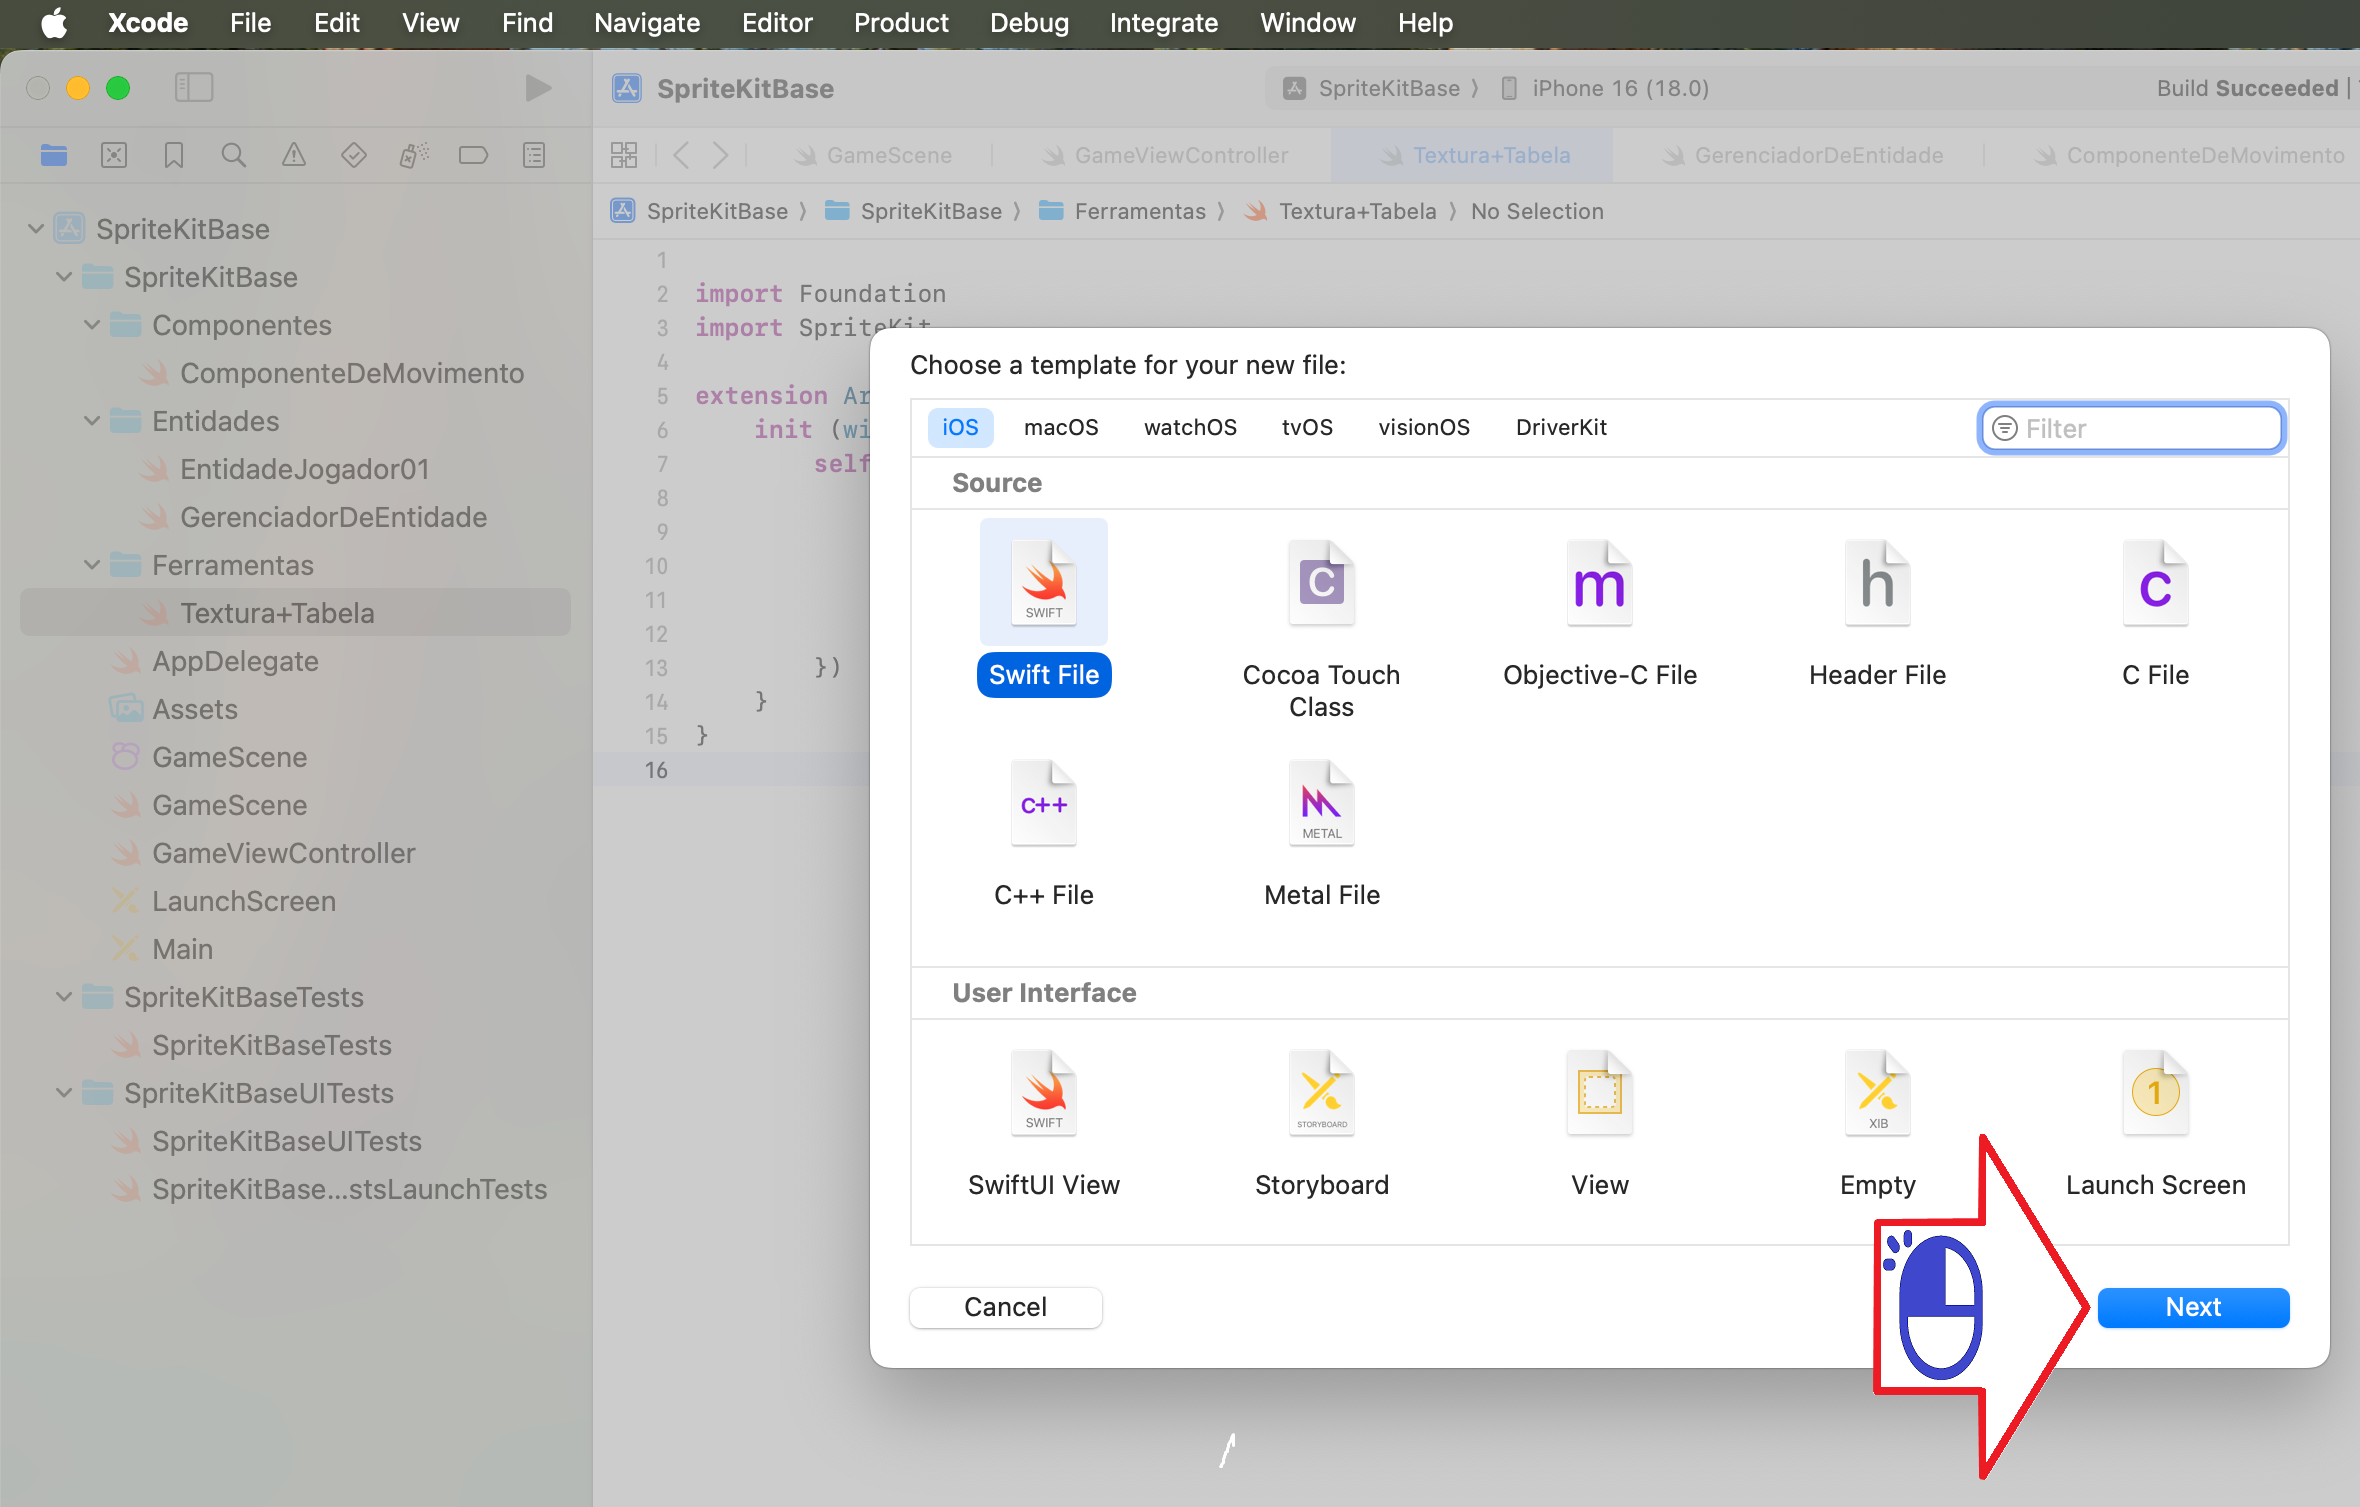 Xcode File Edit View Find Navigate Editor Product Debug Integrate Window Help
SpriteKitBase
SpriteKitBase 〉 iPhone 16 (18.0)
Build Succeeded |
GameScene
GameViewController
Textura+Tabela
GerenciadorDeEntidade
ComponenteDeMovimento
SpriteKitBase 〉 SpriteKitBase 〉 Ferramentas 〉 Textura+Tabela 〉 No Selection
SpriteKitBase
SpriteKitBase
Componentes
ComponenteDeMovimento
Entidades
EntidadeJogador01
GerenciadorDeEntidade
Ferramentas
Textura+Tabela
AppDelegate
Assets
GameScene
GameScene
GameViewController
LaunchScreen
Main
SpriteKitBaseTests
SpriteKitBaseTests
SpriteKitBaseUITests
SpriteKitBaseUITests
SpriteKitBase...stsLaunchTests
1
2 import Foundation
3 import SpriteKit
4
5 extension Ar
6 init (wi
7 self
8
9
10
11
12
13 })
14 }
15 }
16
Choose a template for your new file:
iOS macOS watchOS tvOS visionOS DriverKit
Filter
Source
SWIFT
Swift File
C
Cocoa Touch
Class
m
Objective-C File
h
Header File
C
C File
C++
C++ File
METAL
Metal File
User Interface
SWIFT
SwiftUI View
STORYBOARD
Storyboard
View
XIB
Empty
1
Launch Screen
Cancel
Next